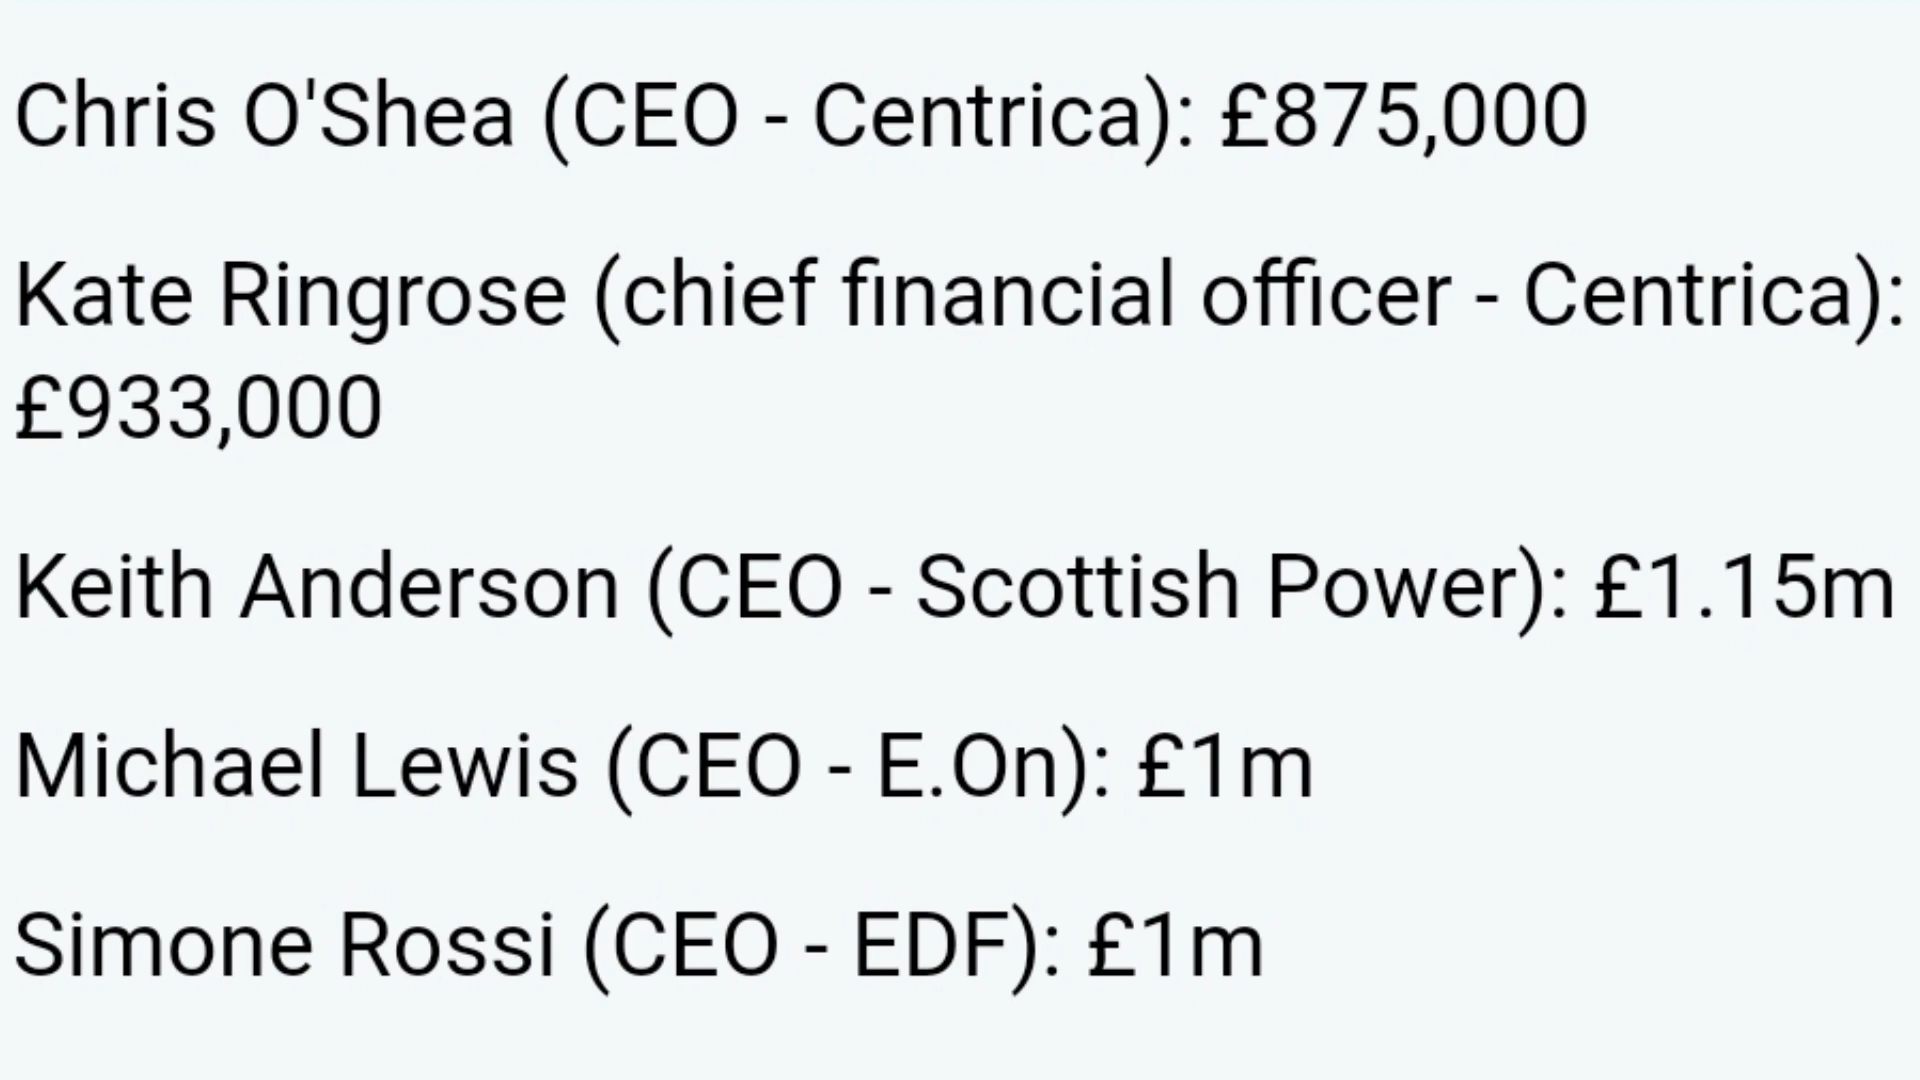 Chris O'Shea (CEO - Centrica): £875,000
Kate Ringrose (chief financial officer - Centrica):
£933,000
Keith Anderson (CEO - Scottish Power): £1.15m
Michael Lewis (CEO - E.On): £1m
Simone Rossi (CEO - EDF): £1m